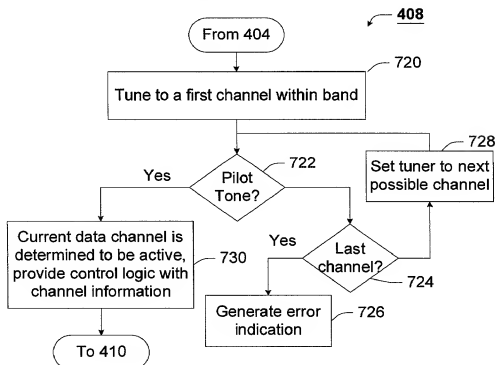 408
From 404
720
Tune to a first channel within band
728
722
Yes
Pilot
Tone?
Set tuner to next
possible channel
Current data channel is
determined to be active,
provide control logic with
channel information
730
Yes
Last
channel?
724
Generate error
indication
726
To 410